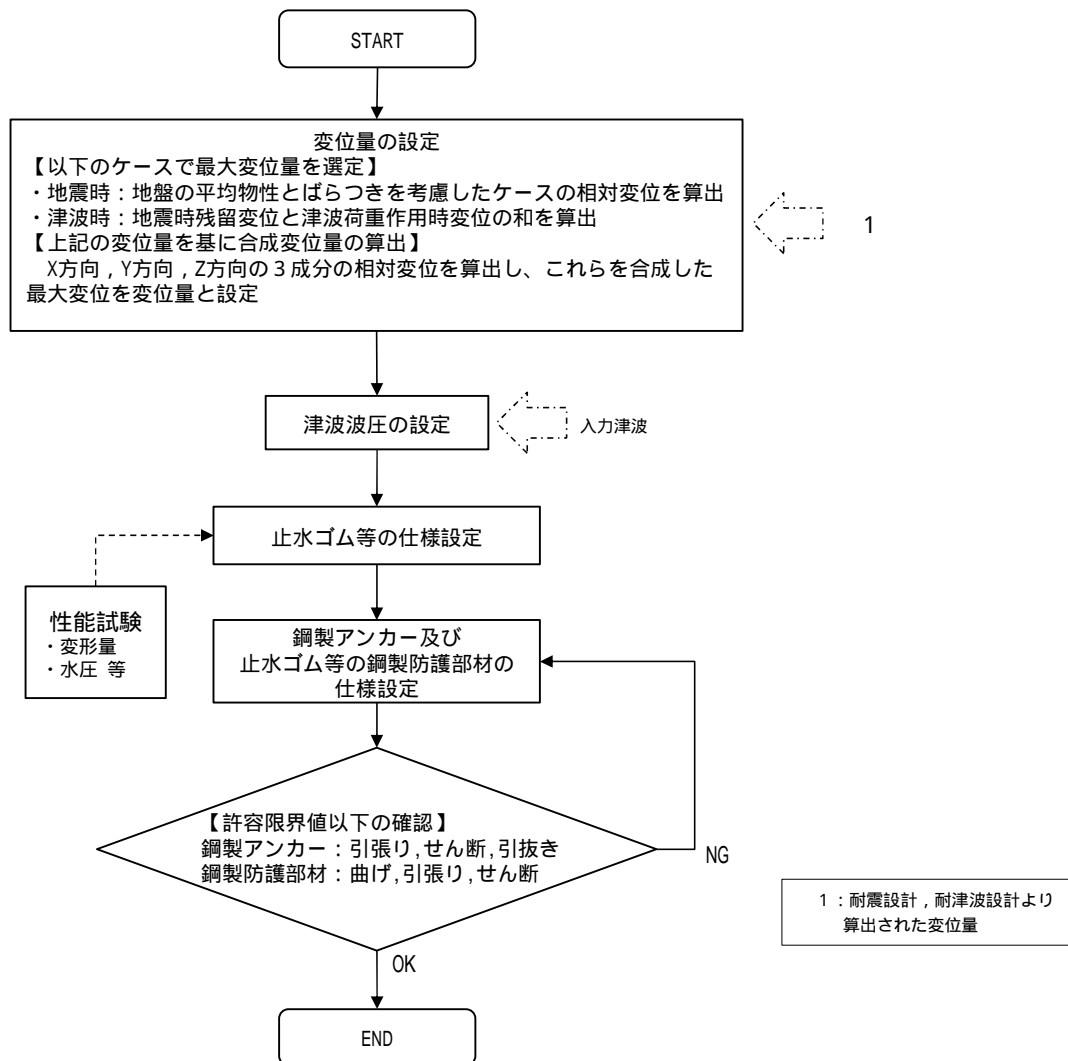 START
変位量の設定
【以下のケースで最大変位量を選定】
・地震時：地盤の平均物性とばらつきを考慮したケースの相対変位を算出
・津波時：地震時残留変位と津波荷重作用時変位の和を算出
【上記の変位量を基に合成変位量の算出】
　X方向，Y方向，Z方向の３成分の相対変位を算出し、これらを合成した
最大変位を変位量と設定
1
津波波圧の設定
入力津波
止水ゴム等の仕様設定
性能試験
・変形量
・水圧 等
鋼製アンカー及び
止水ゴム等の鋼製防護部材の
仕様設定
【許容限界値以下の確認】
鋼製アンカー：引張り,せん断,引抜き
鋼製防護部材：曲げ,引張り,せん断
NG
1：耐震設計，耐津波設計より
算出された変位量
OK
END